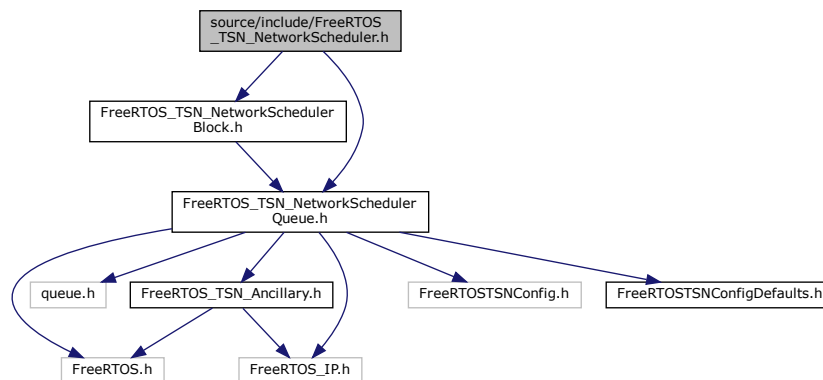 source/include/FreeRTOS
_TSN_NetworkScheduler.h
FreeRTOS_TSN_NetworkScheduler
Block.h
FreeRTOS_TSN_NetworkScheduler
Queue.h
queue.h
FreeRTOS_TSN_Ancillary.h
FreeRTOSTSNConfig.h
FreeRTOSTSNConfigDefaults.h
FreeRTOS.h
FreeRTOS_IP.h